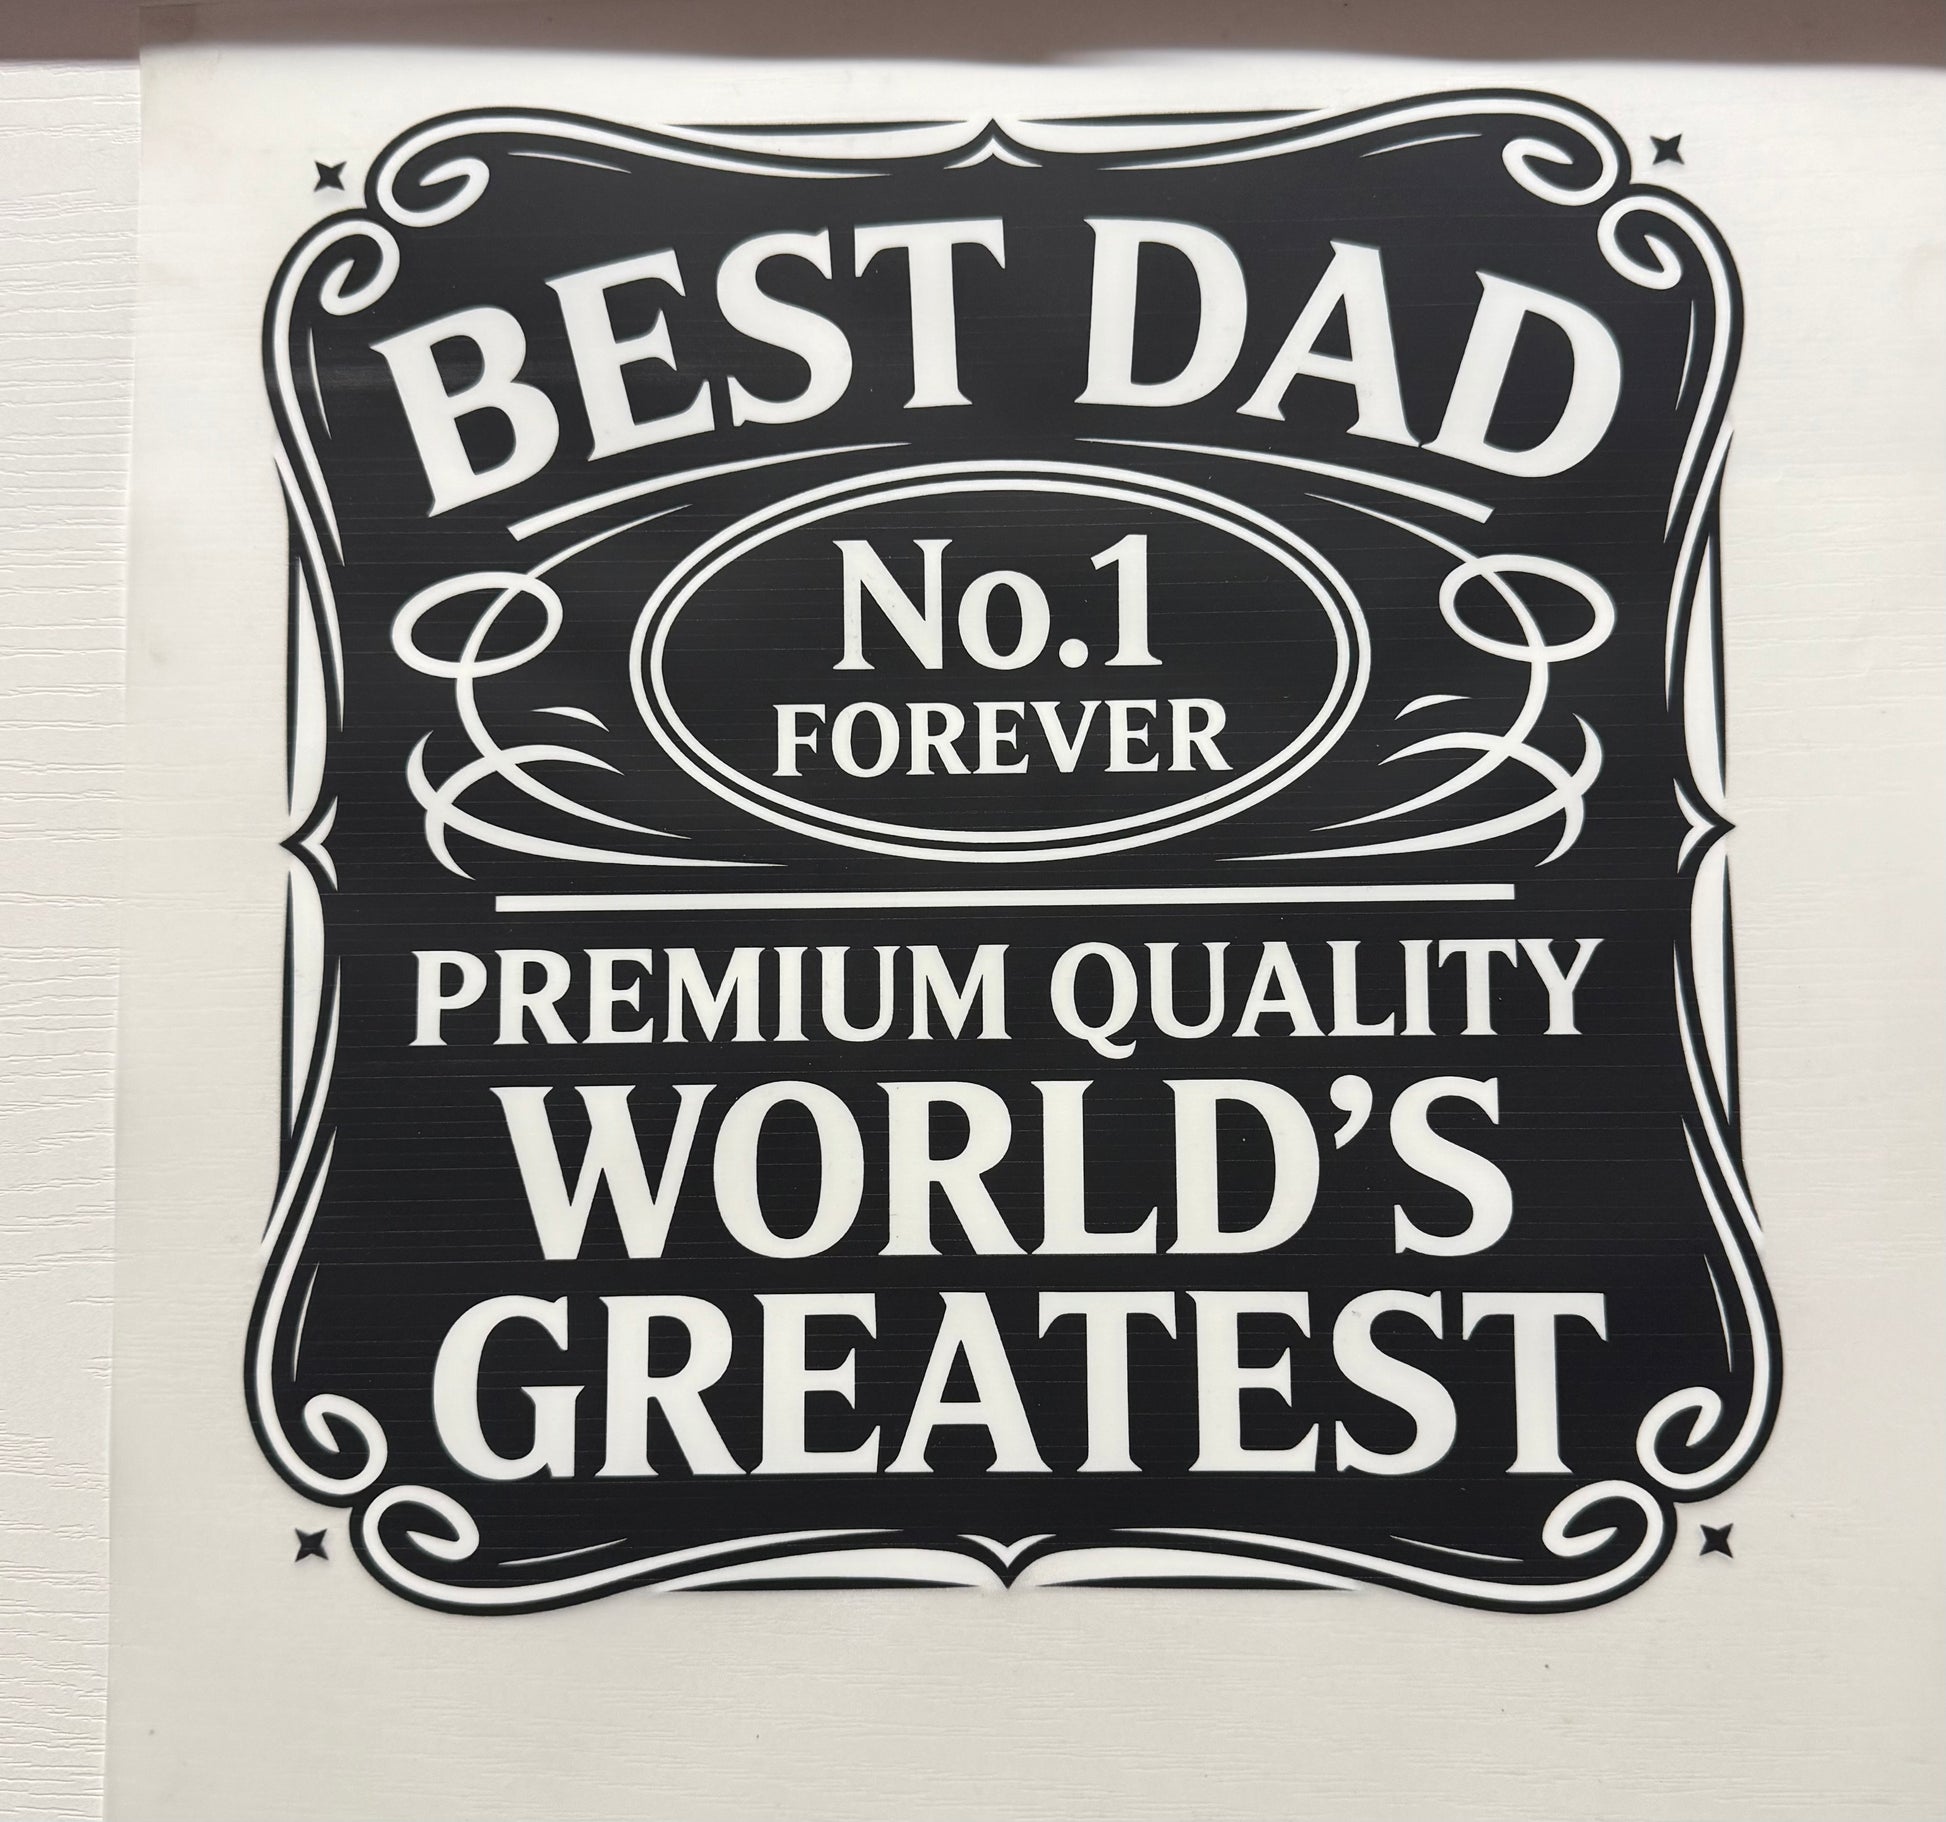 BEST DAD
No.1
FOREVER
PREMIUM QUALITY
WORLD’S
GREATEST